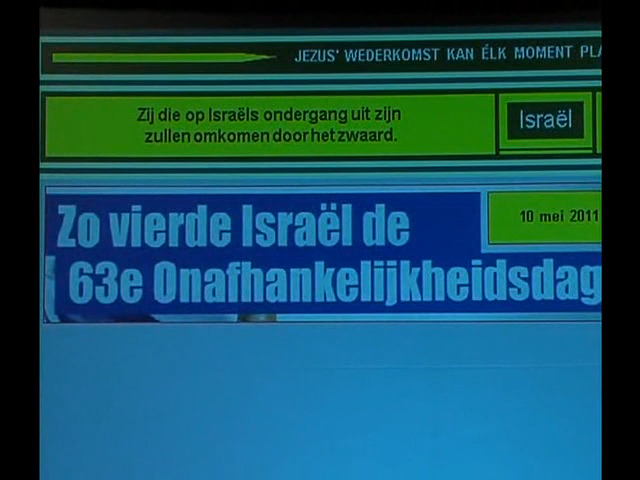 JEZUS' WEDERKOMST KAN ÉLK MOMENT
Zij die op Israëls ondergang uit zijn
zullen omkomen door het zwaard.
Israël
10 mei 2011
Zo vierde Israël de
63e Onafhankelijkheidsdag